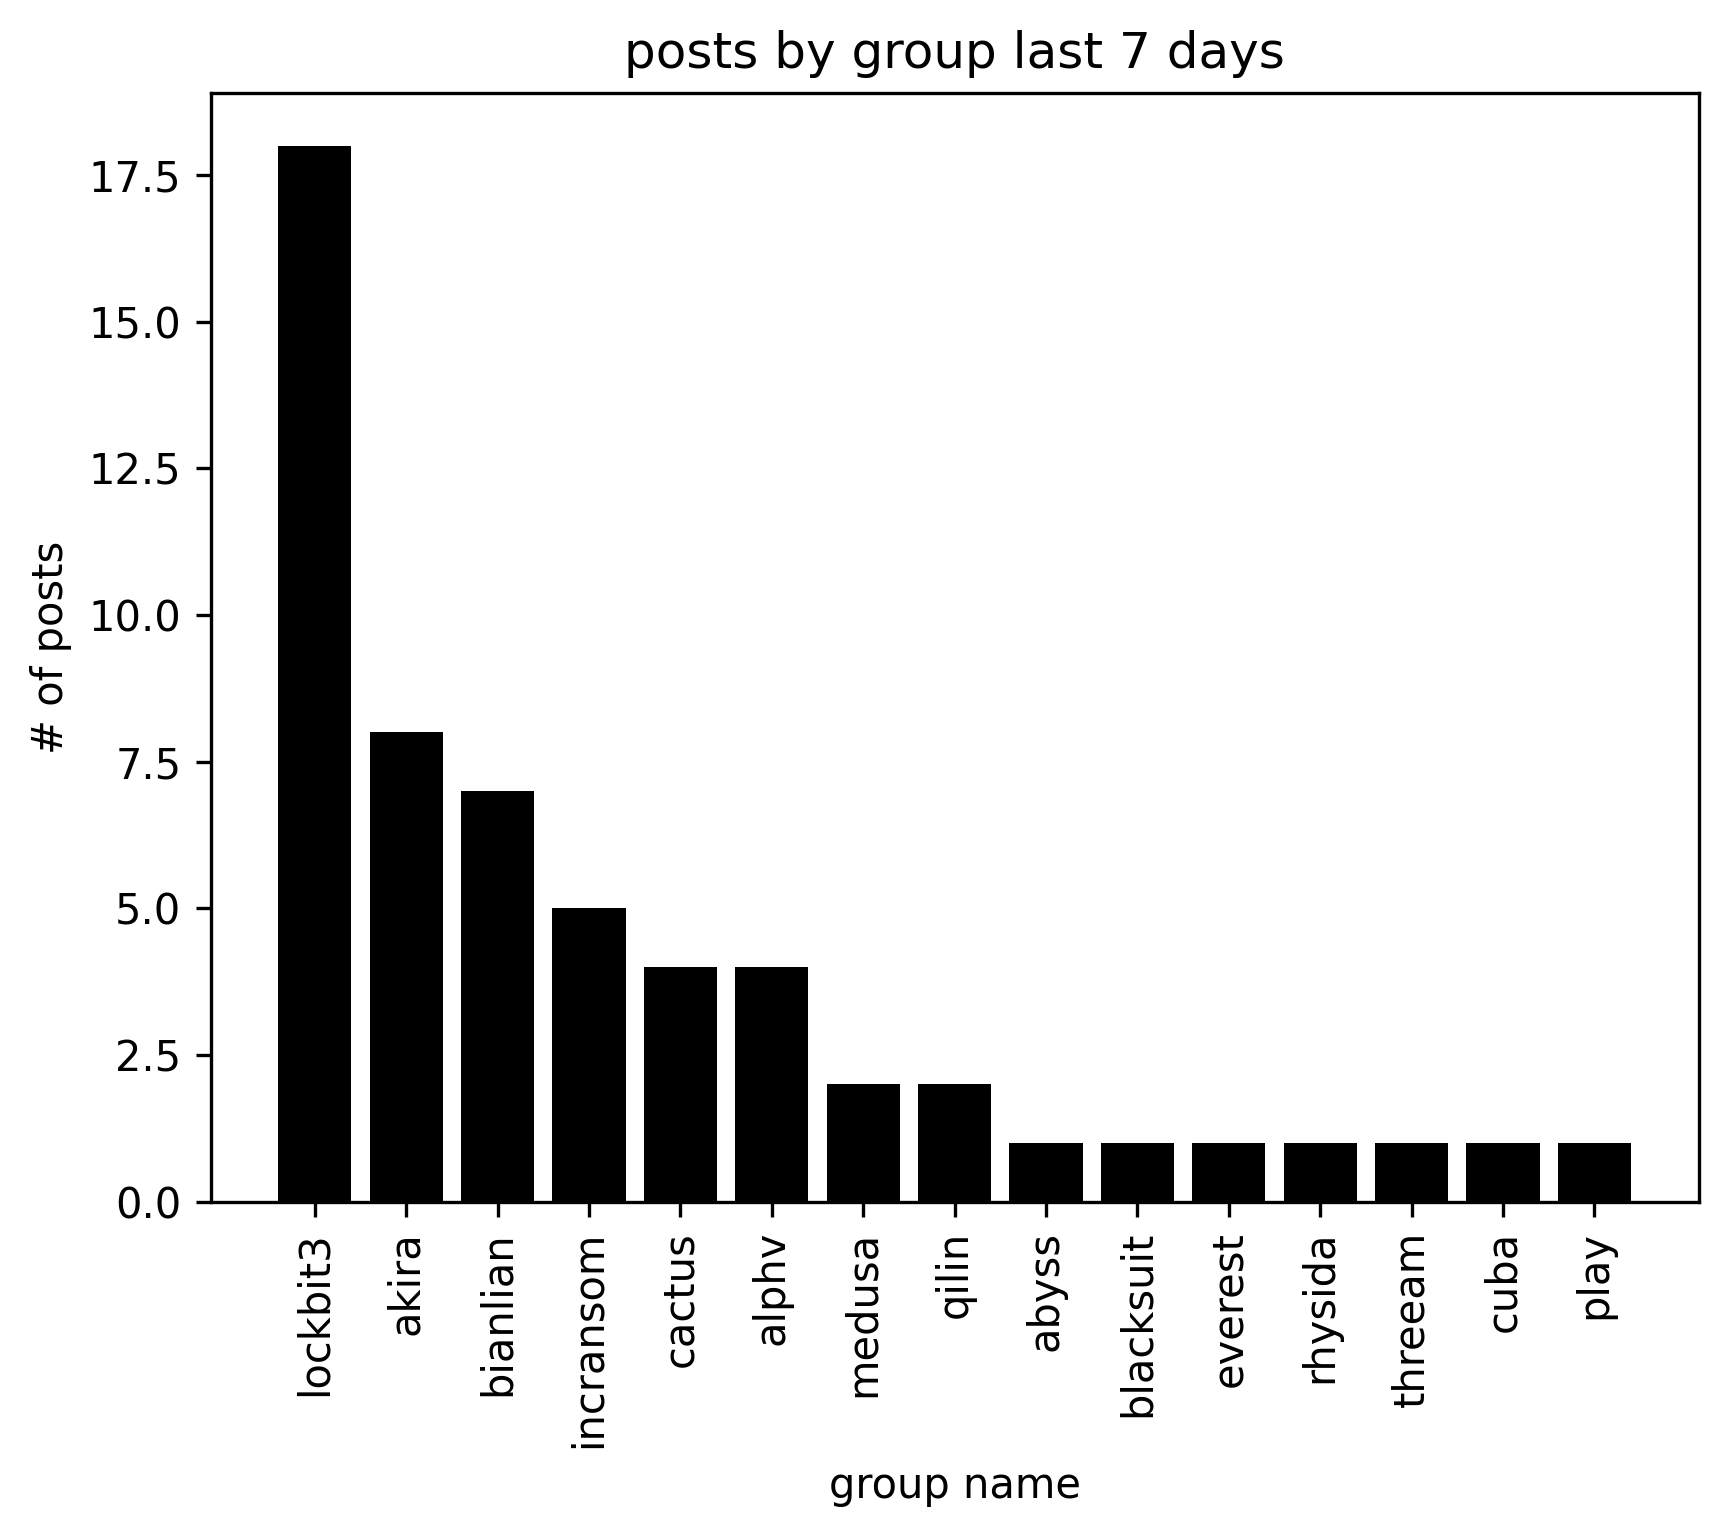 posts by group last 7 days
17.5
15.0
12.5
10.0
7.5
5.0
2.5
0.0
# of posts
lockbit3
akira
bianlian
incransom
cactus
alphv
medusa
qilin
abyss
blacksuit
everest
rhysida
threeam
cuba
play
group name